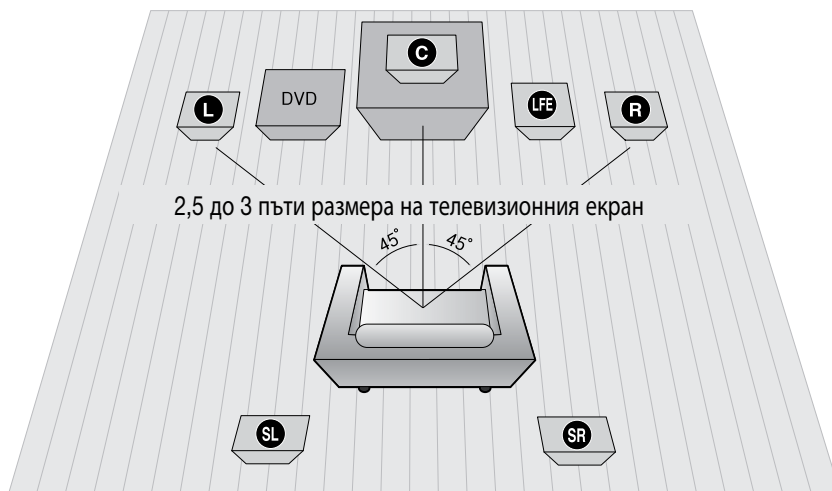 C
L
DVD
LFE
R
2,5 до 3 пъти размера на телевизионния екран
45°
45°
SL
SR